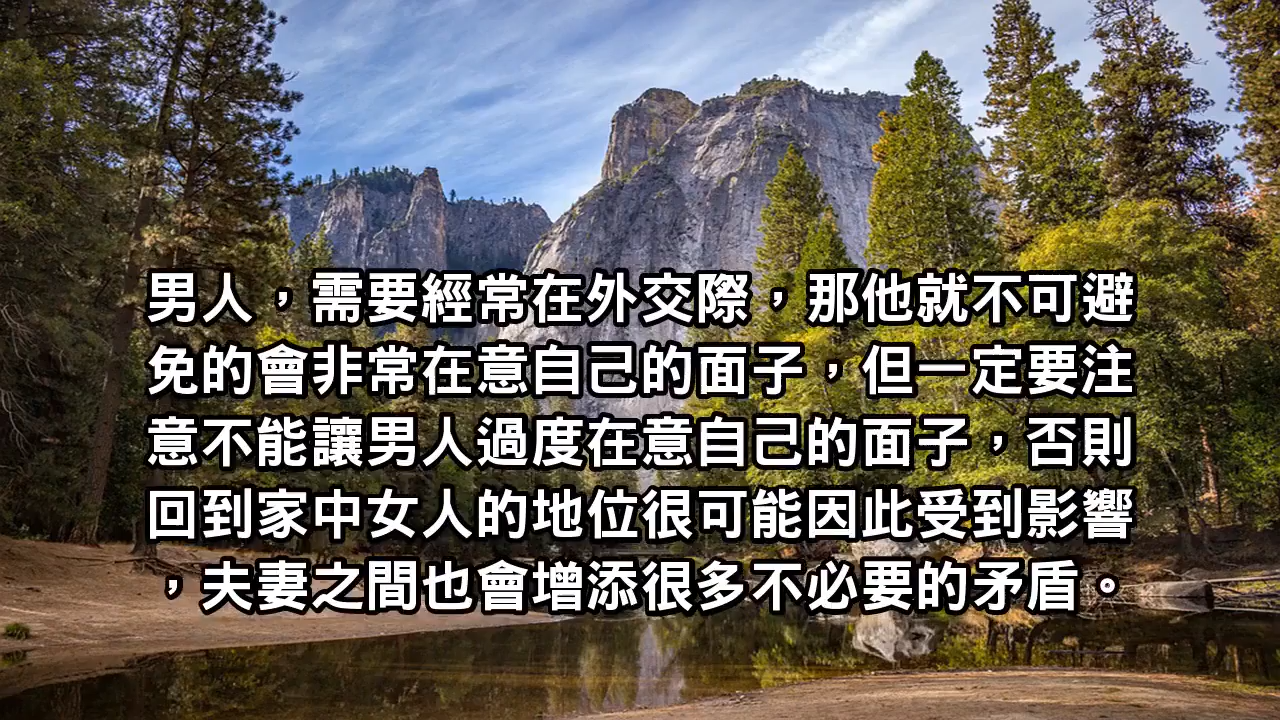 男人，需要經常在外交際，那他就不可避
免的會非常在意自己的面子，但一定要注
意不能讓男人過度在意自己的面子，否則
回到家中女人的地位很可能因此受到影響
，夫妻之間也會增添很多不必要的矛盾。